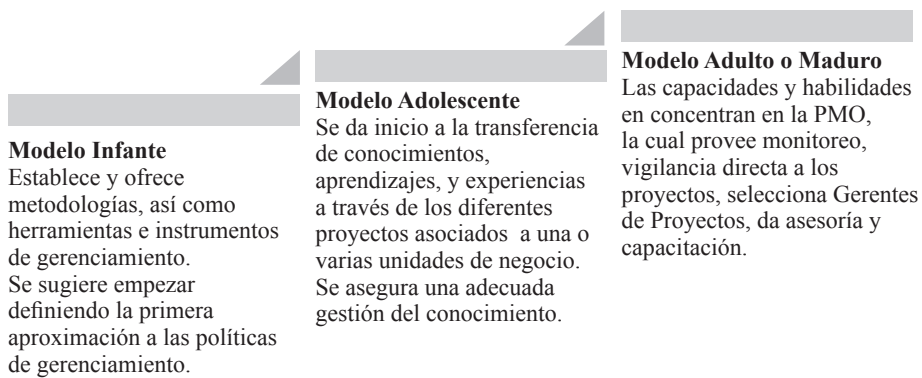 Modelo Infante
Establece y ofrece
metodologías, así como
herramientas e instrumentos
de gerenciamiento.
Se sugiere empezar
definiendo la primera
aproximación a las políticas
de gerenciamiento.
Modelo Adolescente
Se da inicio a la transferencia
de conocimientos,
aprendizajes, y experiencias
a través de los diferentes
proyectos asociados a una o
varias unidades de negocio.
Se asegura una adecuada
gestión del conocimiento.
Modelo Adulto o Maduro
Las capacidades y habilidades
en concentran en la PMO,
la cual provee monitoreo,
vigilancia directa a los
proyectos, selecciona Gerentes
de Proyectos, da asesoría y
capacitación.